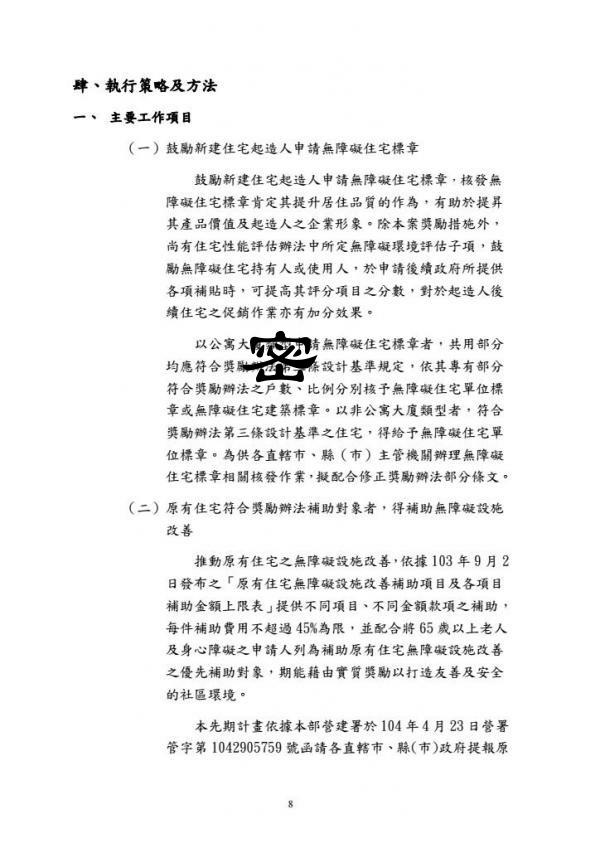 肆、執行策略及方法
一、 主要工作項目
（一）鼓勵新建住宅起造人申請無障礙住宅標章
鼓勵新建住宅起造人申請無障礙住宅標章，核發無
障礙住宅標章肯定其提升居住品質的作為，有助於提昇
其產品價值及起造人之企業形象。除本案獎勵措施外，
尚有住宅性能評估辦法中所定無障礙環境評估子項，鼓
勵無障礙住宅持有人或使用人，於申請後續政府所提供
各項補貼時，可提高其評分項目之分數，對於起造人後
續住宅之促銷作業亦有加分效果。
以公寓大廈類型申請無障礙住宅標章者，共用部分
均應符合獎勵辦法第三條設計基準規定，依其專有部分
符合獎勵辦法之戶數、比例分別核予無障礙住宅單位標
章或無障礙住宅建築標章。以非公寓大廈類型者，符合
獎勵辦法第三條設計基準之住宅，得給予無障礙住宅單
位標章。為供各直轄市、縣（市）主管機關辦理無障礙
住宅標章相關核發作業，擬配合修正獎勵辦法部分條文。
密
（二）原有住宅符合獎勵辦法補助對象者，得補助無障礙設施
改善
推動原有住宅之無障礙設施改善，依據 103 年 9 月 2
日發布之「原有住宅無障礙設施改善補助項目及各項目
補助金額上限表」提供不同項目、不同金額款項之補助，
每件補助費用不超過 45%為限，並配合將 65 歲以上老人
及身心障礙之申請人列為補助原有住宅無障礙設施改善
之優先補助對象，期能藉由實質獎勵以打造友善及安全
的社區環境。
本先期計畫依據本部營建署於 104 年 4 月 23 日營署
管字第 1042905759 號函請各直轄市、縣(市)政府提報原
8